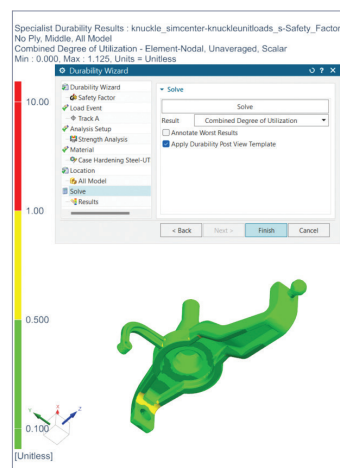 Specialist Durability Results : knuckle_simcenter-knuckleunitloads_s-Safety_Factor
No Ply, Middle, All Model
Combined Degree of Utilization - Element-Nodal, Unaveraged, Scalar
Min : 0.000, Max : 1.125, Units = Unitless
Durability Wizard
Durability Wizard
Safety Factor
Load Event
Track A
Analysis Setup
Strength Analysis
Material
Case Hardening Steel-UT
Location
All Model
Solve
Results
Solve
Solve
Result Combined Degree of Utilization
Annotate Worst Results
Apply Durability Post View Template
< Back Next > Finish Cancel
10.00
1.00
0.500
0.100
[Unitless]
Y X Z